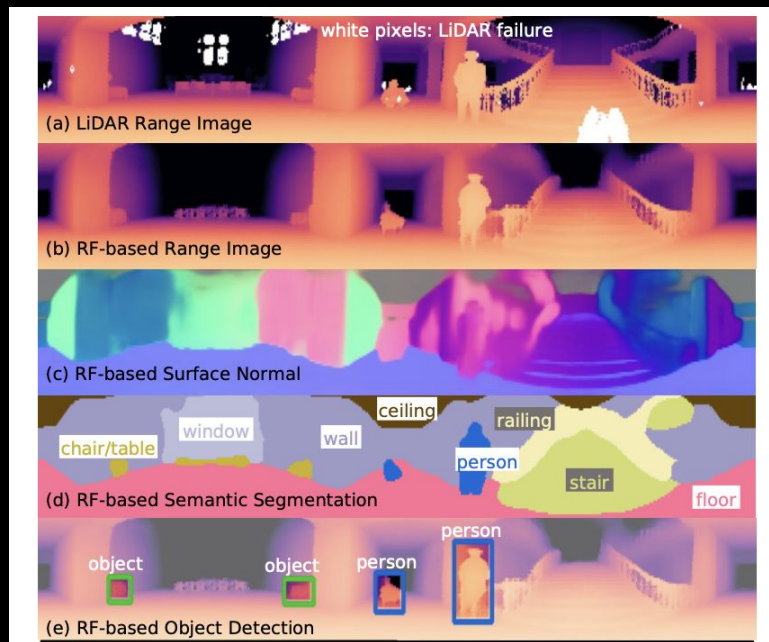 white pixels: LiDAR failure
(a) LiDAR Range Image
(b) RF-based Range Image
(c) RF-based Surface Normal
ceiling
railing
window
chair/table
wall
person
stair
(d) RF-based Semantic Segmentation
floor
person
object
object
person
(e) RF-based Object Detection